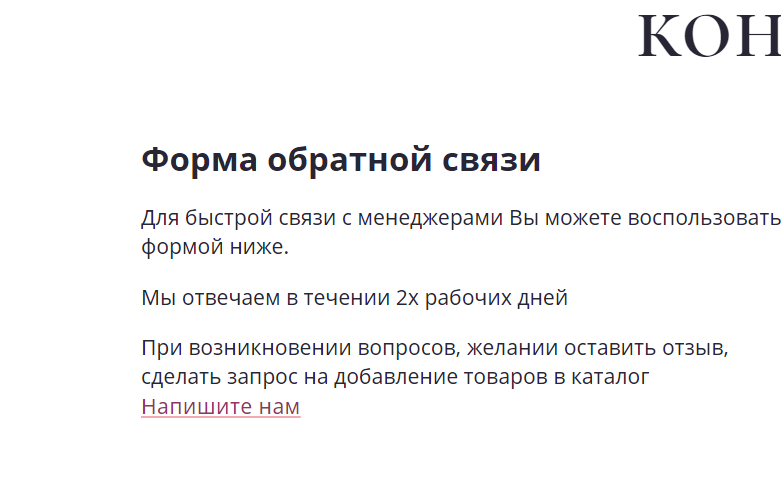 КОН
Форма обратной связи
Для быстрой связи с менеджерами Вы можете воспользовать
формой ниже.
Мы отвечаем в течении 2х рабочих дней
При возникновении вопросов, желании оставить отзыв,
сделать запрос на добавление товаров в каталог
Напишите нам